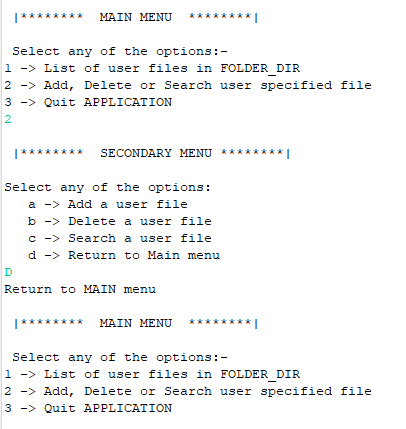 |********  MAIN MENU  ********|
Select any of the options:-
1 -> List of user files in FOLDER_DIR
2 -> Add, Delete or Search user specified file
3 -> Quit APPLICATION
2
|********  SECONDARY MENU ********|
Select any of the options:
a -> Add a user file
b -> Delete a user file
c -> Search a user file
d -> Return to Main menu
D
Return to MAIN menu
|********  MAIN MENU  ********|
Select any of the options:-
1 -> List of user files in FOLDER_DIR
2 -> Add, Delete or Search user specified file
3 -> Quit APPLICATION